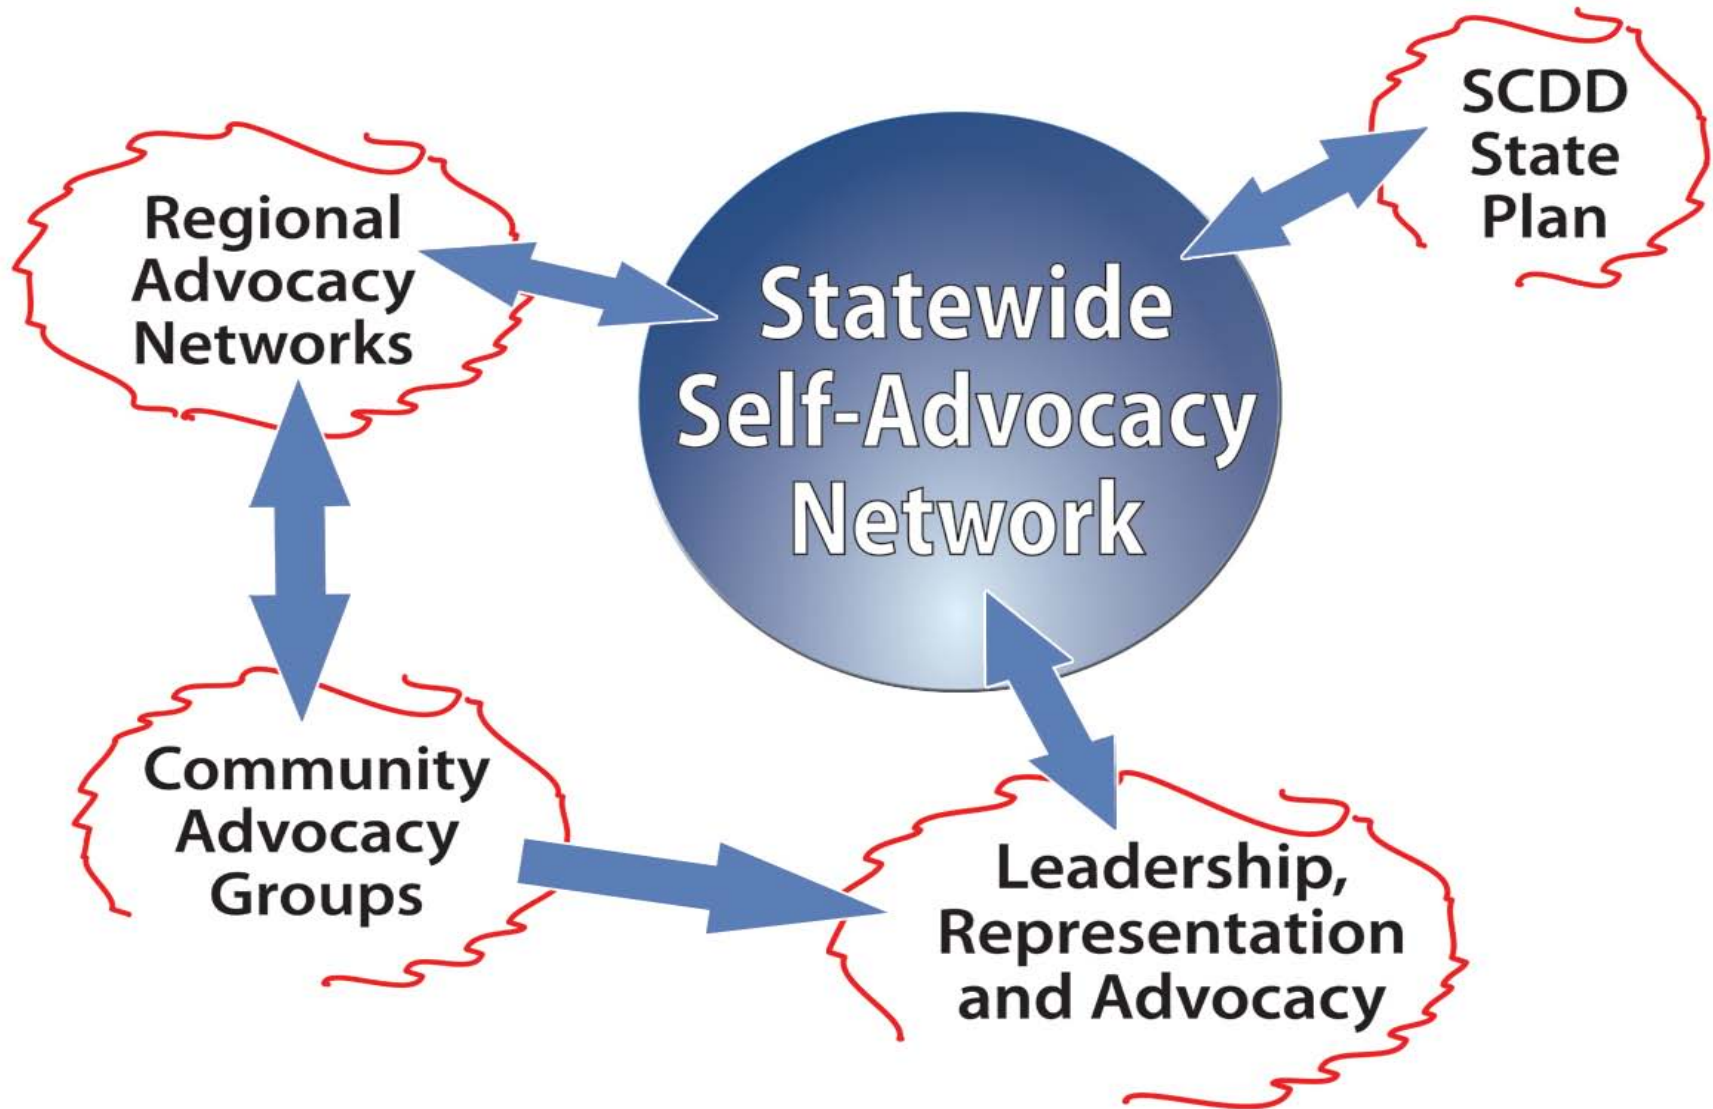 SCDD
State
Plan
Regional
Advocacy
Networks
Statewide
Self-Advocacy
Network
Community
Advocacy
Groups
Leadership,
Representation
and Advocacy